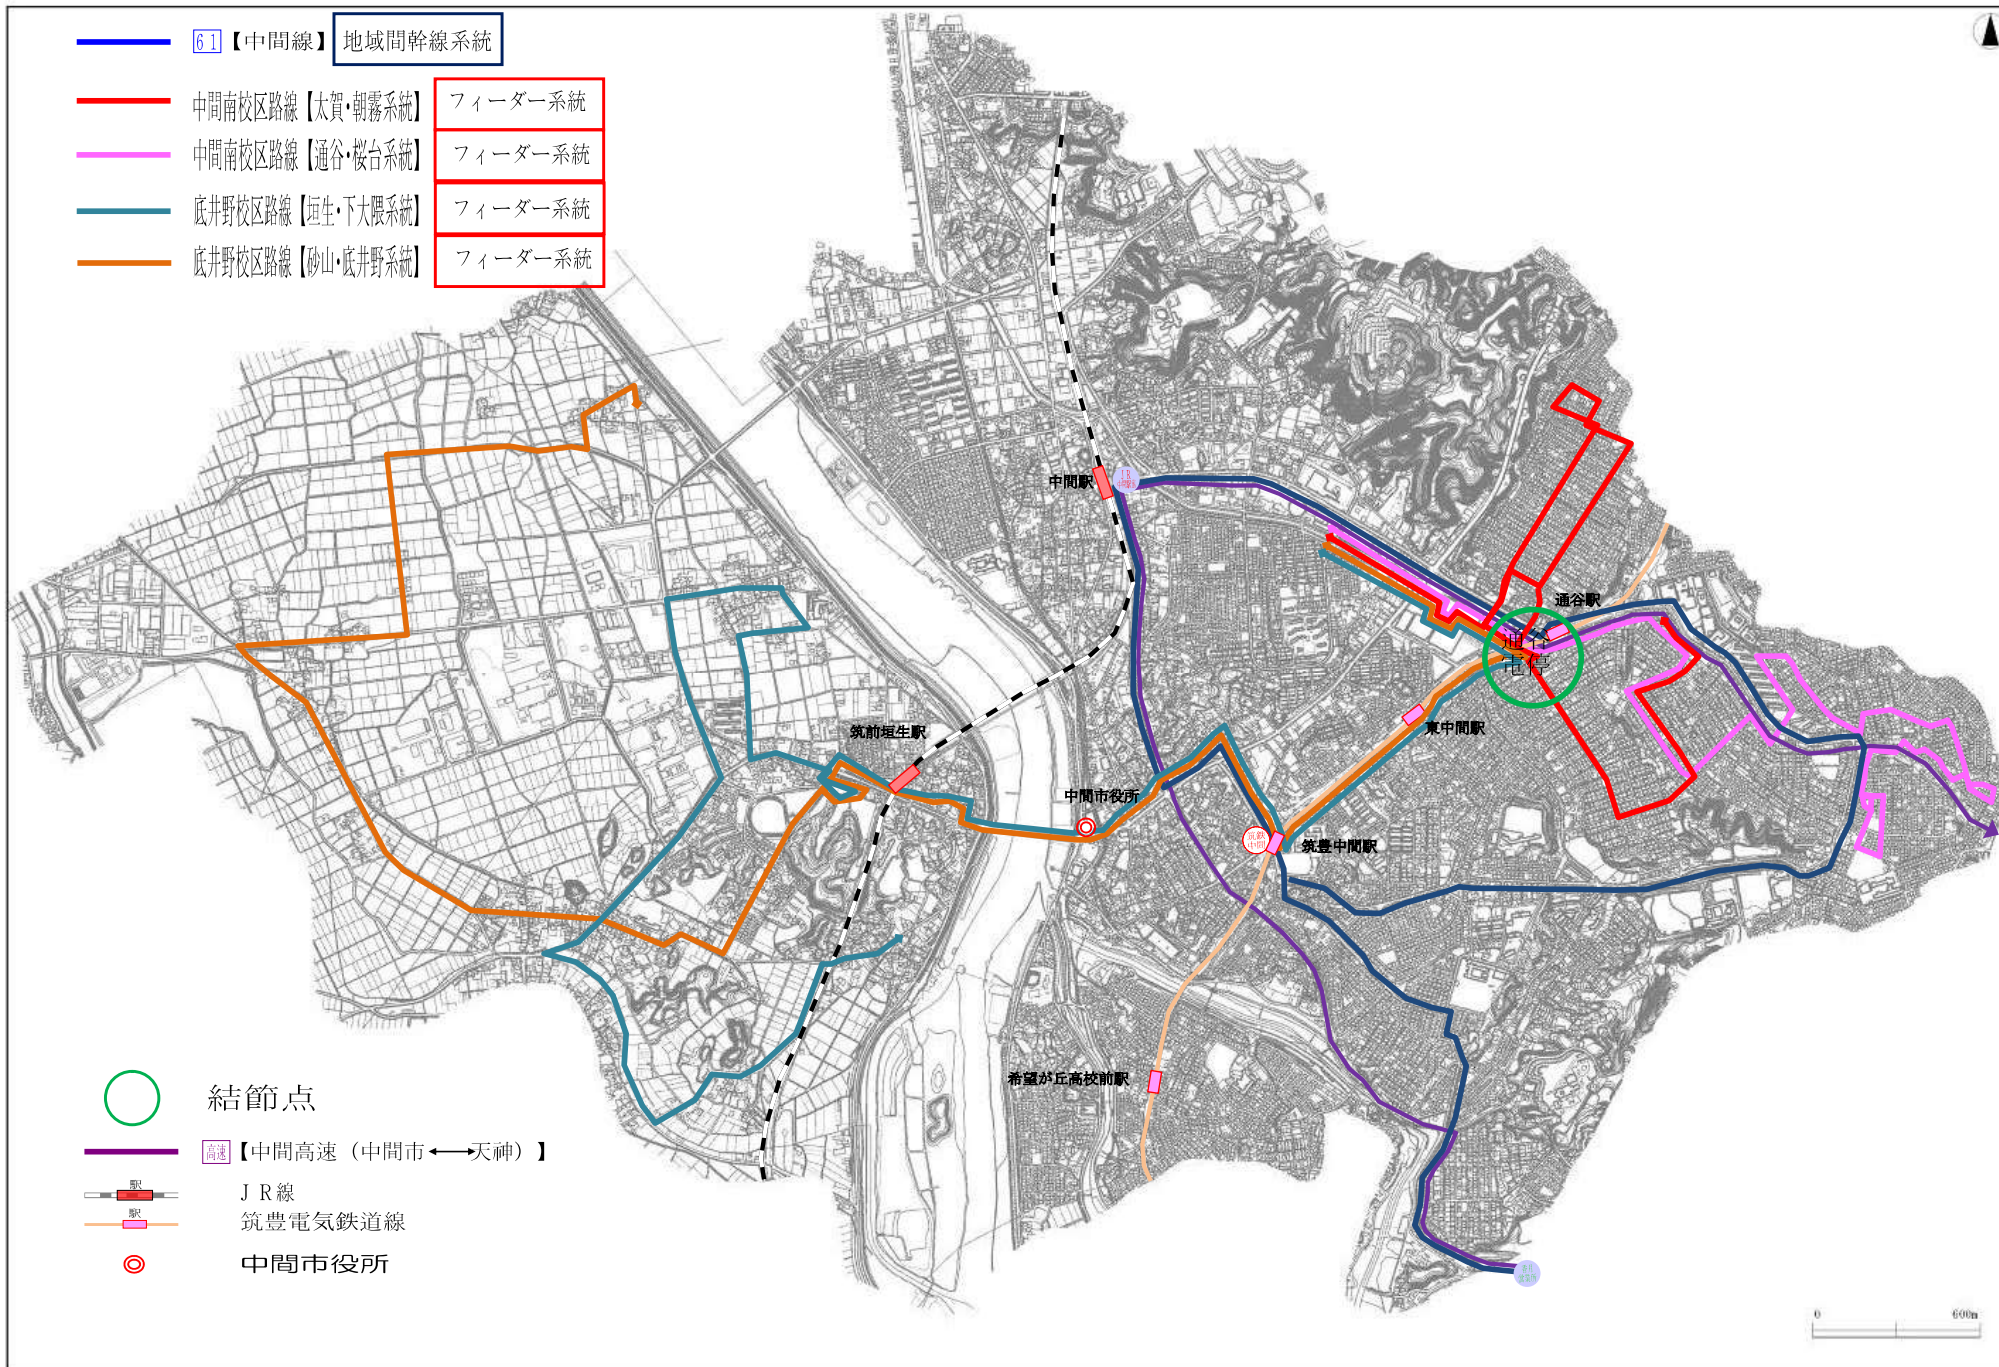 61【中間線】 地域間幹線系統
中間南校区路線【太賀・朝霧系統】 フィーダー系統
中間南校区路線【通谷・桜台系統】 フィーダー系統
底井野校区路線【垣生・下大隈系統】 フィーダー系統
底井野校区路線【砂山・底井野系統】 フィーダー系統
中間駅
通谷駅
通谷
電停
東中間駅
筑前垣生駅
中間市役所
筑鉄
中間
筑豊中間駅
希望が丘高校前駅
結節点
高速【中間高速（中間市⟷天神）】
駅
ＪＲ線
駅
筑豊電気鉄道線
中間市役所
0 600m